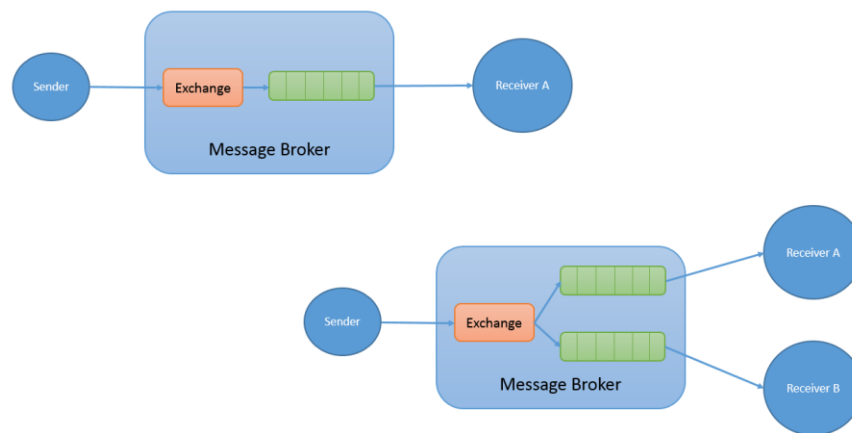 Sender
Exchange
Receiver A
Message Broker
Receiver A
Sender
Exchange
Message Broker
Receiver B